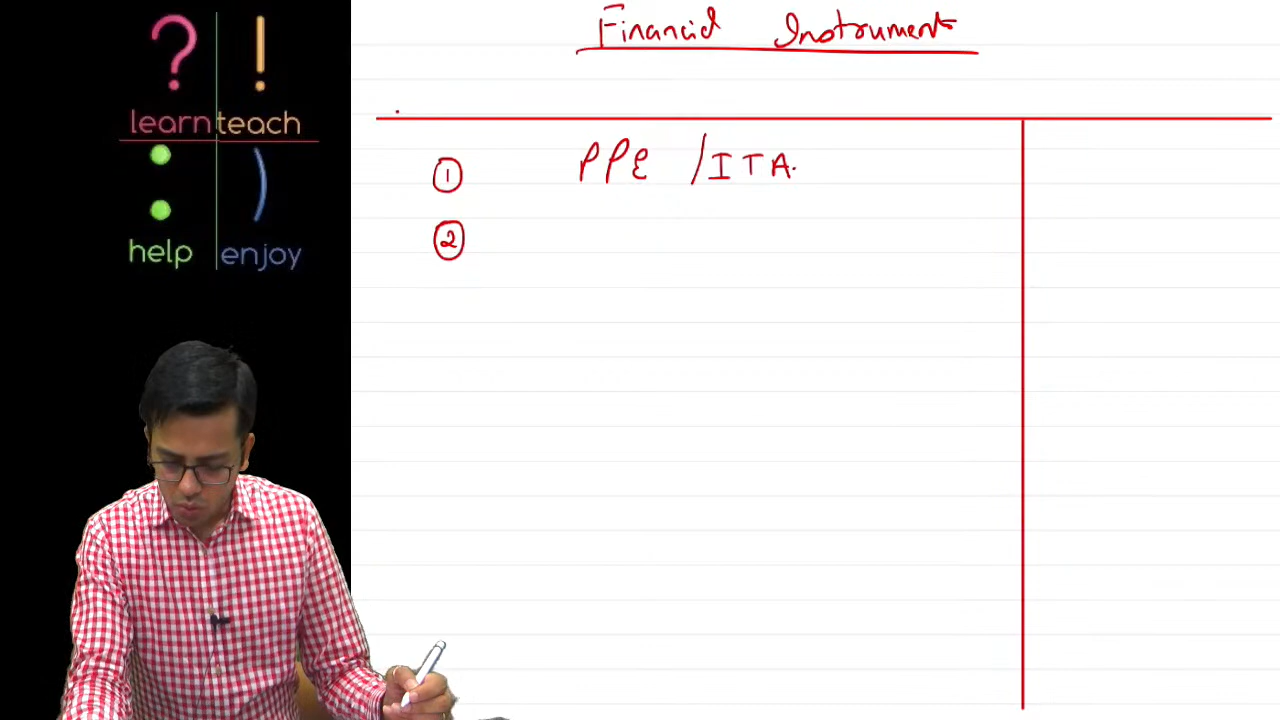 Financial Instrument
? !
learn teach
help enjoy
① PPE / ITA.
②